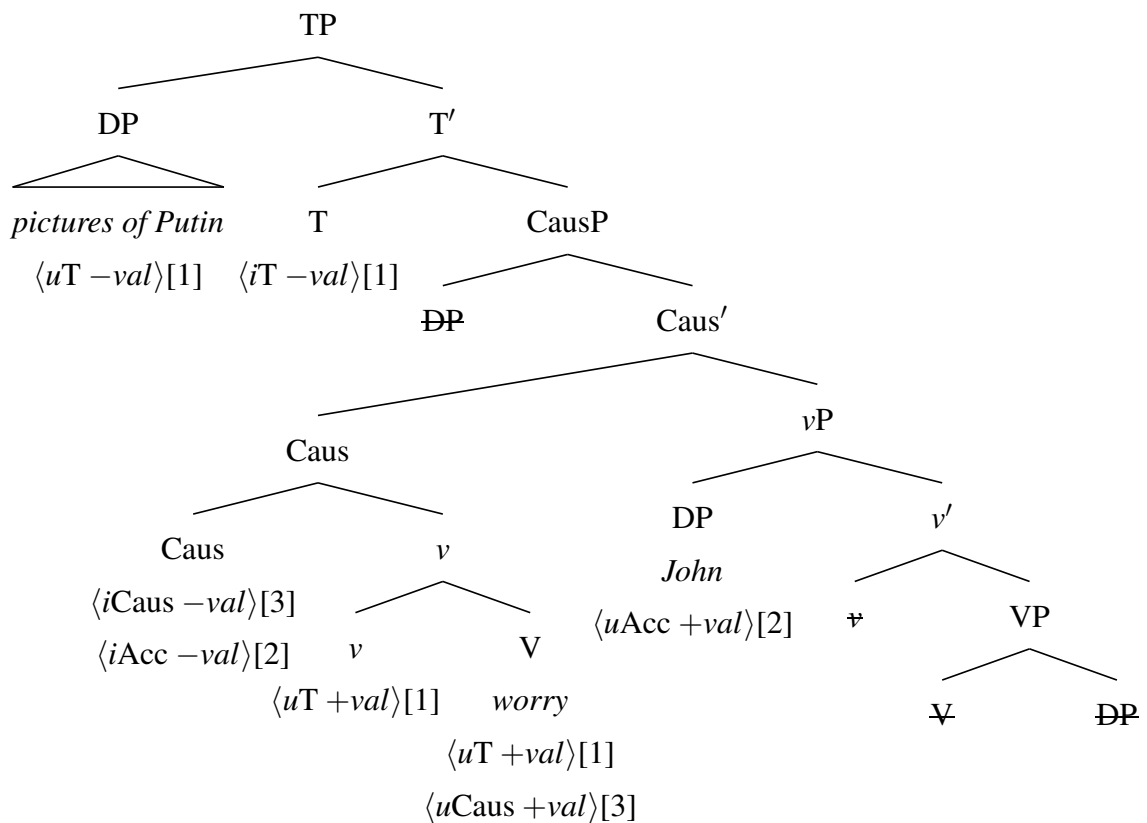 TP
DP T′
pictures of Putin T CausP
⟨uT −val⟩[1] ⟨iT −val⟩[1]
DP Caus′
Caus vP
Caus v DP v′
⟨iCaus −val⟩[3] John
⟨iAcc −val⟩[2] v V ⟨uAcc +val⟩[2] v VP
⟨uT +val⟩[1] worry V DP
⟨uT +val⟩[1]
⟨uCaus +val⟩[3]